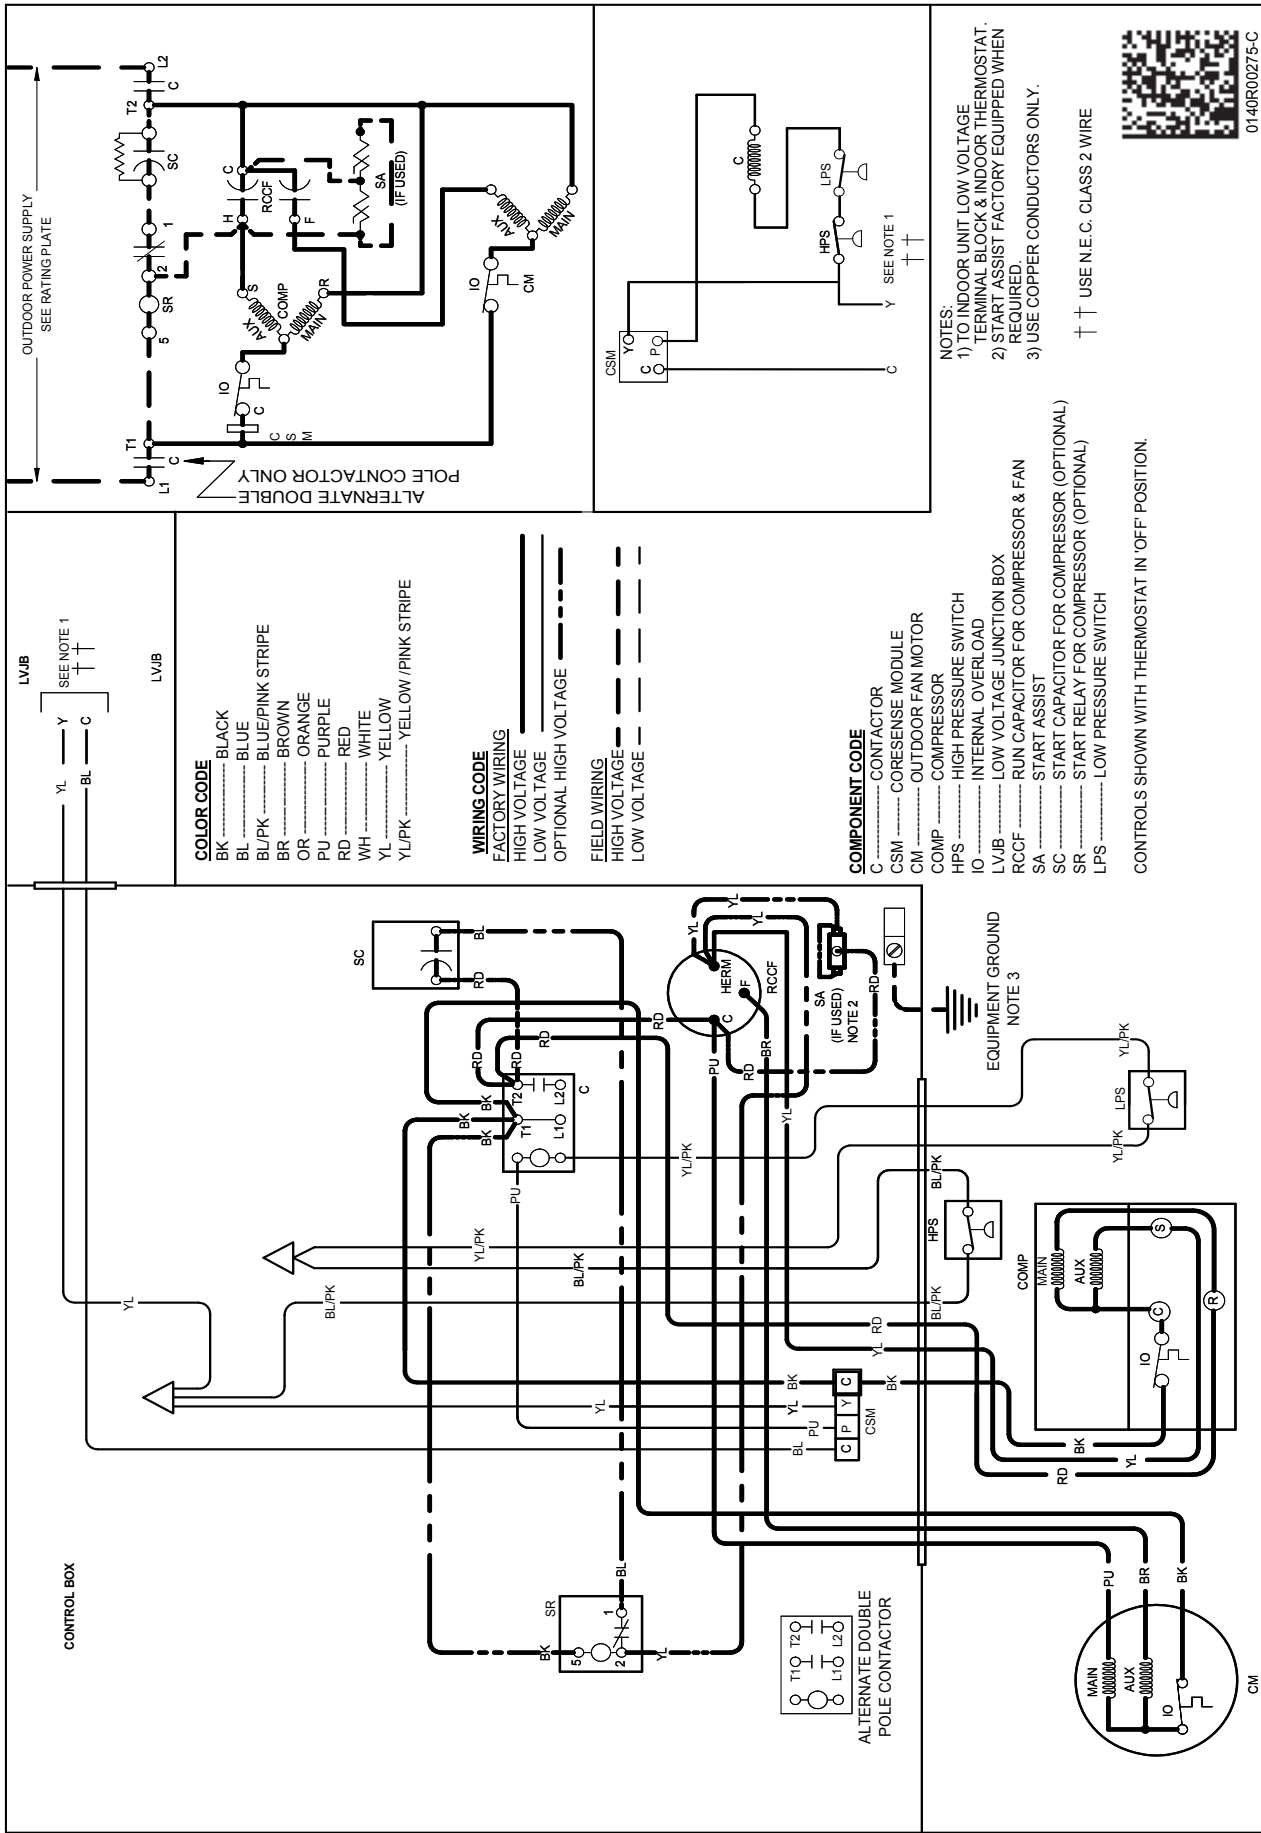 CONTROL BOX
LVJB
YL
Y
BL
C
SEE NOTE 1
†† 
LVJB
YL
BL/PK
YL/PK
BL/PK
SC
RD
BL
BK
BK
BK
RD
RD
RD
RD
T2
T1
L2
L1
C
PU
YL/PK
HERM
F
C
RCCF
YL
YL
YL
SA
(IF USED)
NOTE 2
RD
RD
PU
BR
YL
EQUIPMENT GROUND
NOTE 3
SR
5
2
1
BK
BL
YL
BL
PU
YL
YL
BK
C
P
Y
C
CSM
BK
YL
RD
BL/PK
BL/PK
HPS
YL/PK
YL/PK
LPS
ALTERNATE DOUBLE
POLE CONTACTOR
T1
T2
L1
L2
COMP
MAIN
AUX
S
C
R
IO
BK
YL
RD
PU
BR
BK
MAIN
AUX
IO
CM
COLOR CODE
BK ---------- BLACK
BL ---------- BLUE
BL/PK -------- BLUE/PINK STRIPE
BR ---------- BROWN
OR ---------- ORANGE
PU ---------- PURPLE
RD ---------- RED
WH ---------- WHITE
YL ---------- YELLOW
YL/PK -------- YELLOW /PINK STRIPE
WIRING CODE
FACTORY WIRING
HIGH VOLTAGE
LOW VOLTAGE
OPTIONAL HIGH VOLTAGE
FIELD WIRING
HIGH VOLTAGE
LOW VOLTAGE
COMPONENT CODE
C ---------- CONTACTOR
CSM ---------- CORESENSE MODULE
CM ---------- OUTDOOR FAN MOTOR
COMP -------- COMPRESSOR
HPS ---------- HIGH PRESSURE SWITCH
IO ---------- INTERNAL OVERLOAD
LVJB ---------- LOW VOLTAGE JUNCTION BOX
RCCF ---------- RUN CAPACITOR FOR COMPRESSOR & FAN
SA ---------- START ASSIST
SC ---------- START CAPACITOR FOR COMPRESSOR (OPTIONAL)
SR ---------- START RELAY FOR COMPRESSOR (OPTIONAL)
LPS ---------- LOW PRESSURE SWITCH
CONTROLS SHOWN WITH THERMOSTAT IN 'OFF' POSITION.
OUTDOOR POWER SUPPLY
SEE RATING PLATE
L1
C
T1
5
SR
2
1
SC
T2
C
L2
ALTERNATE DOUBLE
POLE CONTACTOR ONLY
C
S
M
C
IO
AUX
S
COMP
MAIN
R
H
C
RCCF
F
SA
(IF USED)
IO
CM
AUX
MAIN
CSM
Y
C
P
C
HPS
LPS
C
Y
SEE NOTE 1
††
NOTES:
1) TO INDOOR UNIT LOW VOLTAGE
TERMINAL BLOCK & INDOOR THERMOSTAT.
2) START ASSIST FACTORY EQUIPPED WHEN
REQUIRED.
3) USE COPPER CONDUCTORS ONLY.
†† USE N.E.C. CLASS 2 WIRE
0140R00275-C